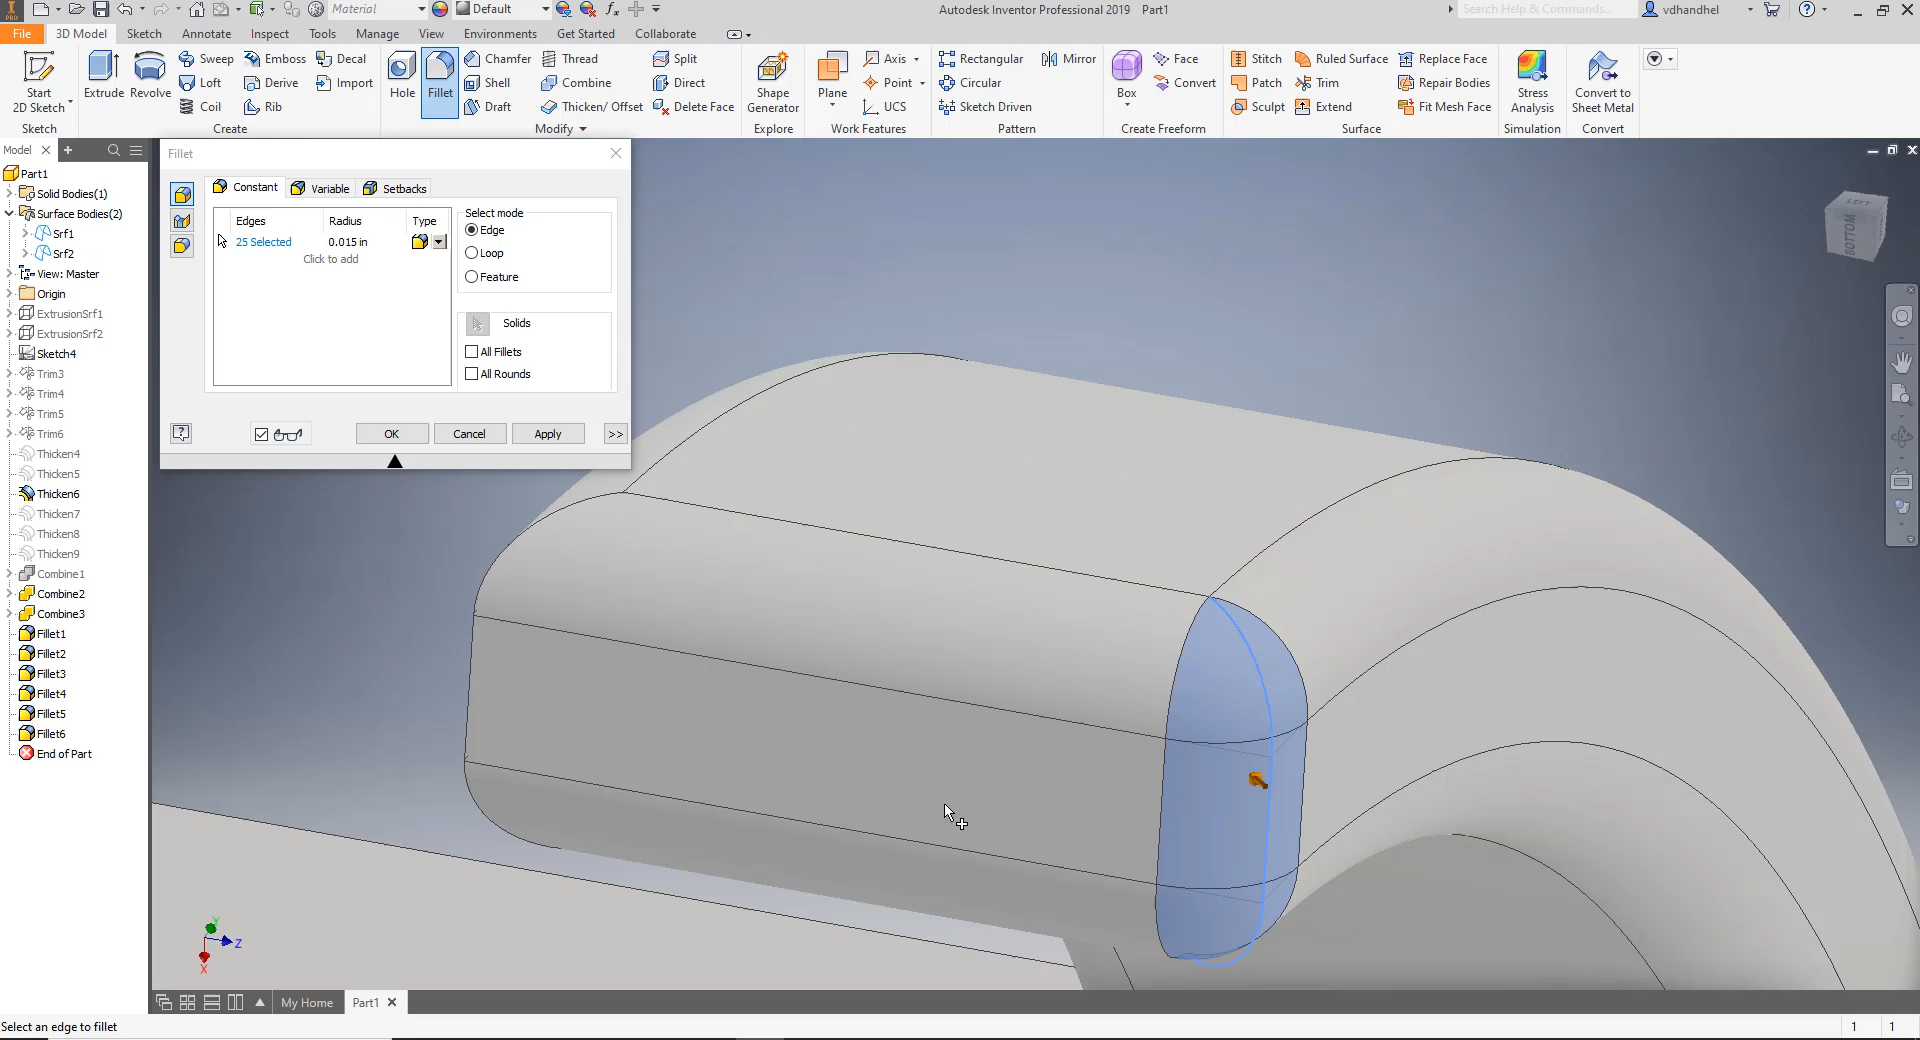 I PRO Material Default Autodesk Inventor Professional 2019 Part1 Search Help & Commands... vdhandhel
File 3D Model Sketch Annotate Inspect Tools Manage View Environments Get Started Collaborate
Start 2D Sketch Extrude Revolve Sweep Emboss Decal Hole Fillet Chamfer Thread Split Shape Generator Plane Axis Rectangular Mirror Box Face Stitch Ruled Surface Replace Face Stress Analysis Convert to Sheet Metal
Loft Derive Import Shell Combine Direct Point Circular Convert Patch Trim Repair Bodies
Coil Rib Draft Thicken/ Offset Delete Face UCS Sketch Driven Sculpt Extend Fit Mesh Face
Sketch Create Modify Explore Work Features Pattern Create Freeform Surface Simulation Convert
Model
Part1
Solid Bodies(1)
Surface Bodies(2)
Srf1
Srf2
View: Master
Origin
ExtrusionSrf1
ExtrusionSrf2
Sketch4
Trim3
Trim4
Trim5
Trim6
Thicken4
Thicken5
Thicken6
Thicken7
Thicken8
Thicken9
Combine1
Combine2
Combine3
Fillet1
Fillet2
Fillet3
Fillet4
Fillet5
Fillet6
End of Part
Fillet
Constant Variable Setbacks
Edges Radius Type
25 Selected 0.015 in
Click to add
Select mode
Edge
Loop
Feature
Solids
All Fillets
All Rounds
OK Cancel Apply >>
LEFT
BOTTOM
Y
Z
X
My Home Part1
Select an edge to fillet 1 1